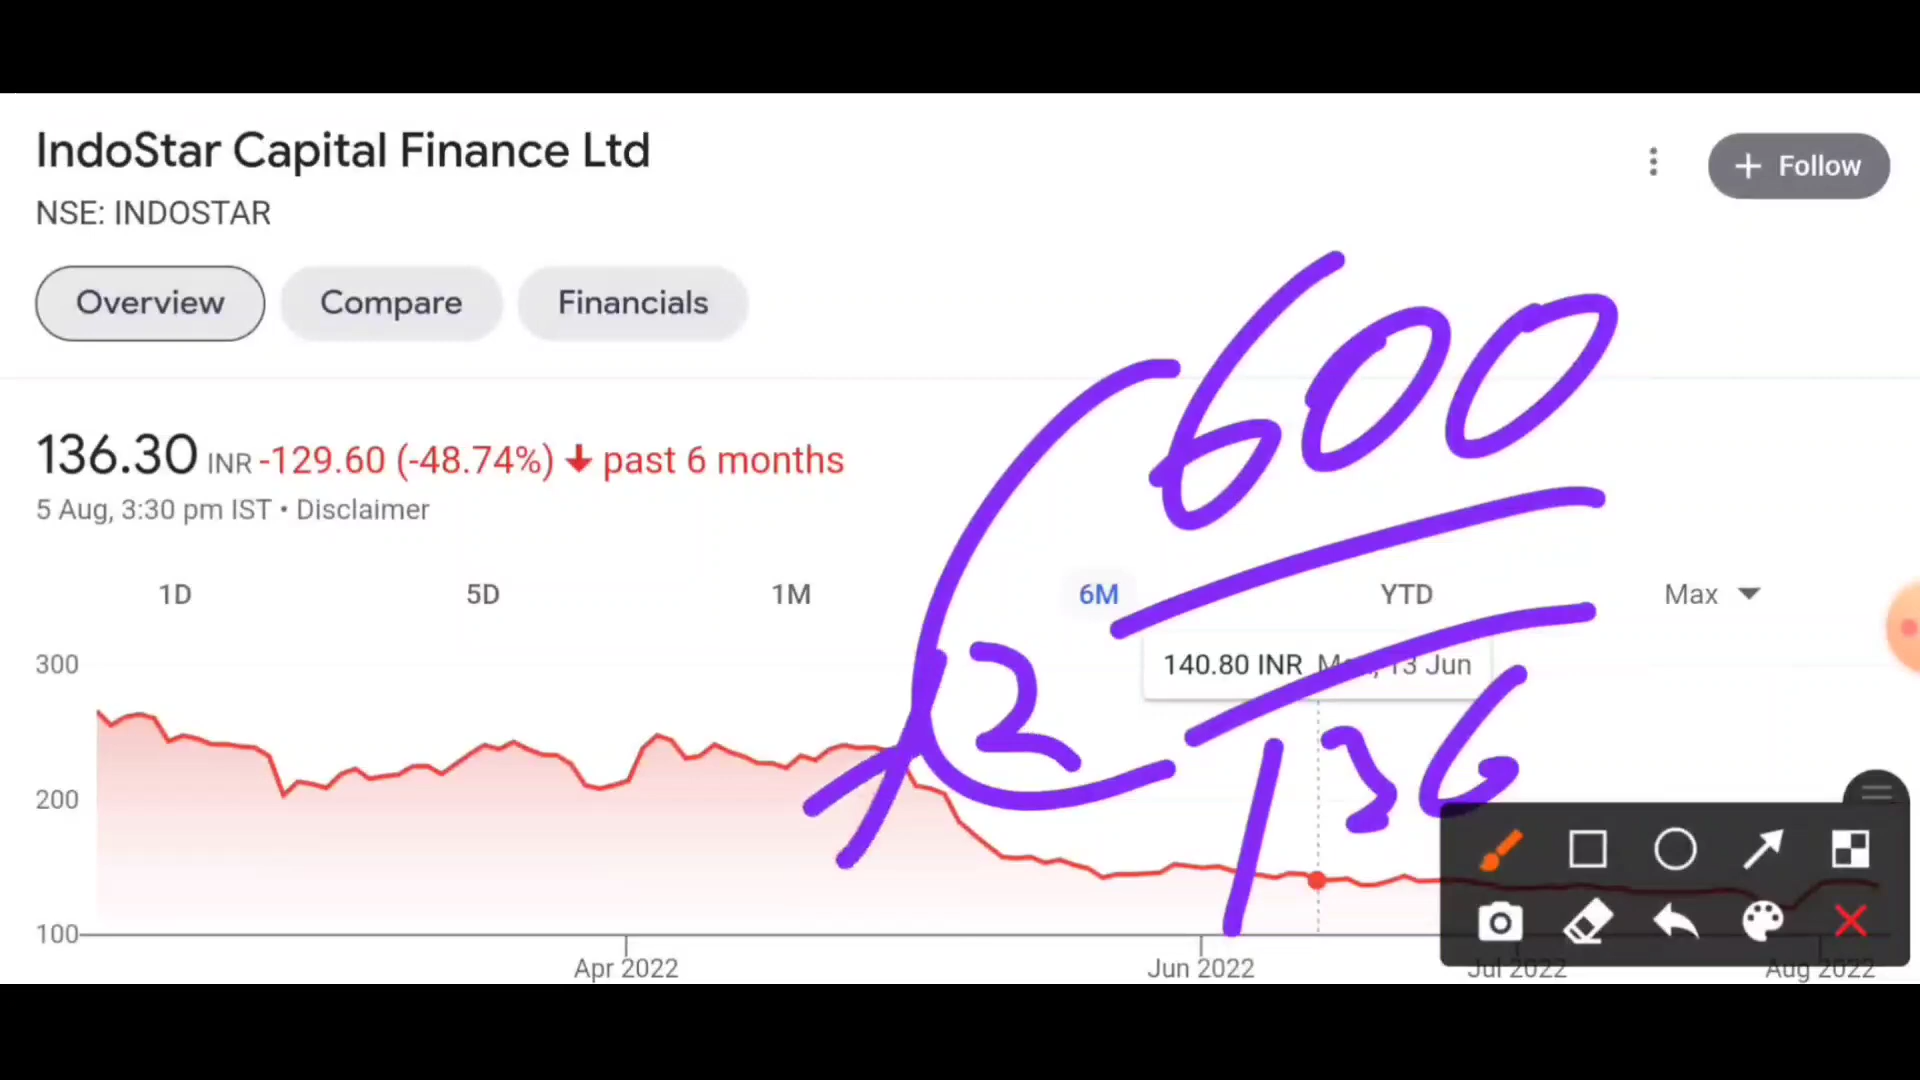 IndoStar Capital Finance Ltd
+ Follow
NSE: INDOSTAR
Overview Compare Financials
600
136.30 INR -129.60 (-48.74%) past 6 months
5 Aug, 3:30 pm IST • Disclaimer
1D 5D 1M 6M YTD Max
300
140.80 INR 13 Jun
2
136
200
100
Apr 2022 Jun 2022 Jul 2022 Aug 2022